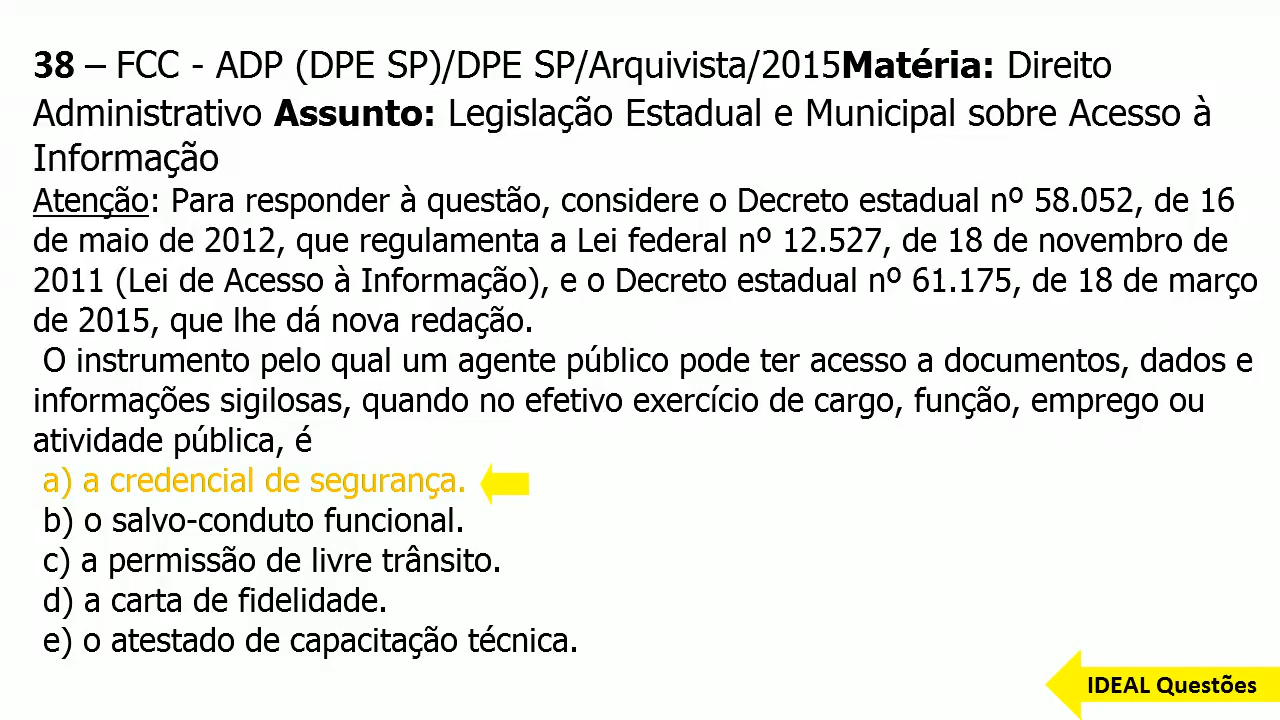 38 – FCC - ADP (DPE SP)/DPE SP/Arquivista/2015Matéria: Direito
Administrativo Assunto: Legislação Estadual e Municipal sobre Acesso à
Informação
Atenção: Para responder à questão, considere o Decreto estadual nº 58.052, de 16
de maio de 2012, que regulamenta a Lei federal nº 12.527, de 18 de novembro de
2011 (Lei de Acesso à Informação), e o Decreto estadual nº 61.175, de 18 de março
de 2015, que lhe dá nova redação.
O instrumento pelo qual um agente público pode ter acesso a documentos, dados e
informações sigilosas, quando no efetivo exercício de cargo, função, emprego ou
atividade pública, é
a) a credencial de segurança.
b) o salvo-conduto funcional.
c) a permissão de livre trânsito.
d) a carta de fidelidade.
e) o atestado de capacitação técnica.
IDEAL Questões